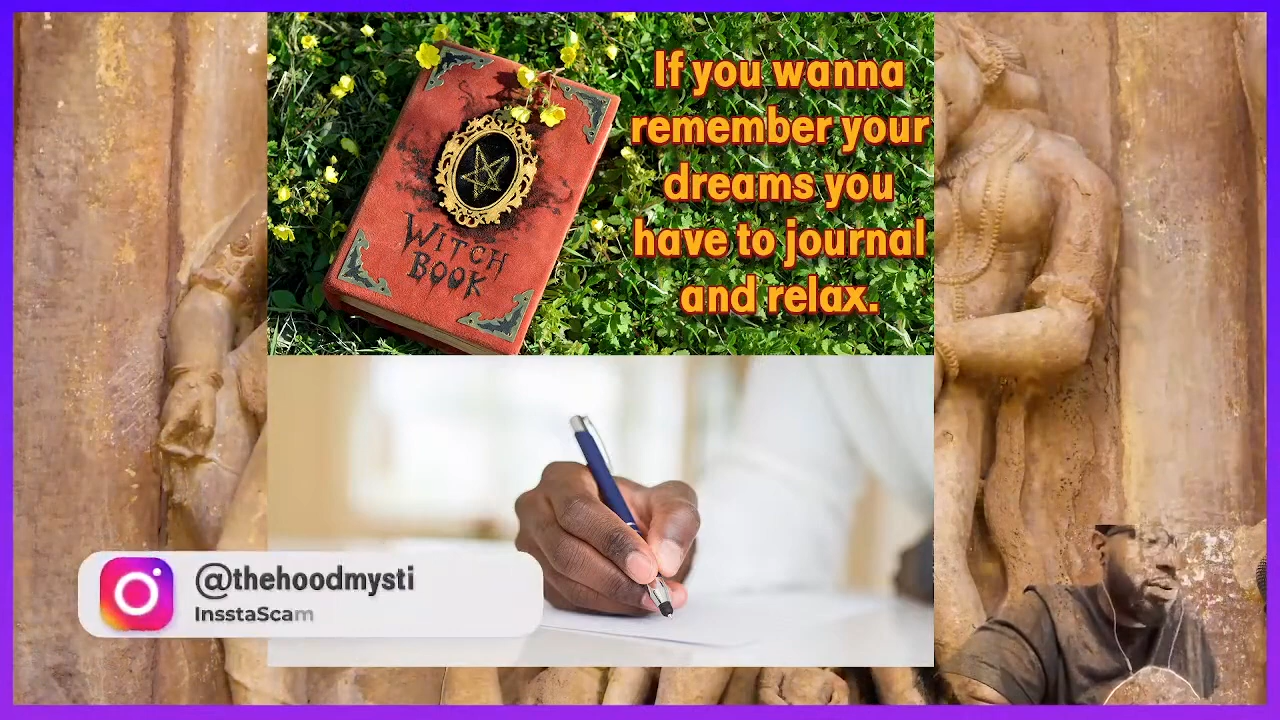 If you wanna
remember your
dreams you
have to journal
and relax.
WITCH
BOOK
@thehoodmysti
InsstaScam